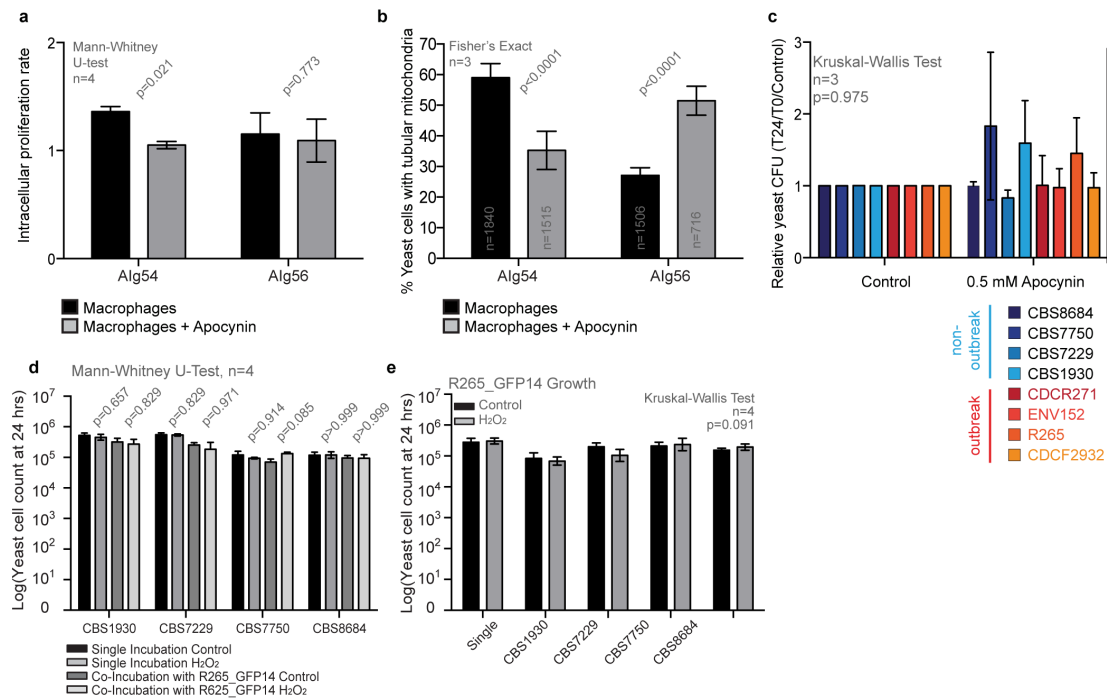 a
Mann-Whitney
U-test
n=4
p=0.021
p=0.773
2
1
0
Intracellular proliferation rate
Alg54
Alg56
Macrophages
Macrophages + Apocynin
b
Fisher's Exact
n=3
p<0.0001
p<0.0001
% Yeast cells with tubular mitochondria
70
60
50
40
30
20
10
0
n=1840
n=1515
n=1506
n=716
Alg54
Alg56
Macrophages
Macrophages + Apocynin
c
Kruskal-Wallis Test
n=3
p=0.975
Relative yeast CFU (T24/T0/Control)
3
2
1
0
Control
0.5 mM Apocynin
non-
outbreak
CBS8684
CBS7750
CBS7229
CBS1930
outbreak
CDCR271
ENV152
R265
CDCF2932
d
Mann-Whitney U-Test, n=4
p=0.657
p=0.829
p=0.829
p=0.971
p=0.914
p=0.085
p>0.999
p>0.999
Log(Yeast cell count at 24 hrs)
10⁷
10⁶
10⁵
10⁴
10³
10²
10¹
0
CBS1930
CBS7229
CBS7750
CBS8684
Single Incubation Control
Single Incubation H₂O₂
Co-Incubation with R265_GFP14 Control
Co-Incubation with R625_GFP14 H₂O₂
e
R265_GFP14 Growth
Control
H₂O₂
Kruskal-Wallis Test
n=4
p=0.091
Log(Yeast cell count at 24 hrs)
10⁷
10⁶
10⁵
10⁴
10³
10²
10¹
0
Single
CBS1930
CBS7229
CBS7750
CBS8684